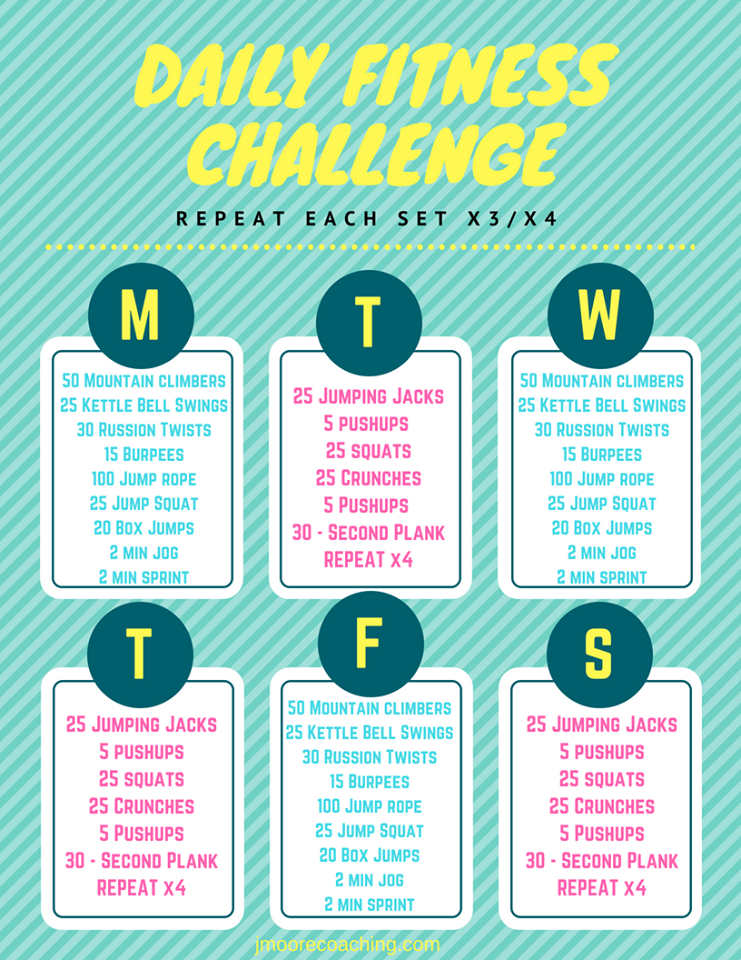 Daily Fitness
Challenge
REPEAT EACH SET X3/X4
M
50 Mountain climbers
25 Kettle Bell Swings
30 Russion Twists
15 Burpees
100 Jump rope
25 Jump Squat
20 Box Jumps
2 min jog
2 min sprint
T
25 Jumping Jacks
5 pushups
25 squats
25 Crunches
5 Pushups
30 - Second Plank
REPEAT x4
W
50 Mountain climbers
25 Kettle Bell Swings
30 Russion Twists
15 Burpees
100 Jump rope
25 Jump Squat
20 Box Jumps
2 min jog
2 min sprint
T
25 Jumping Jacks
5 pushups
25 squats
25 Crunches
5 Pushups
30 - Second Plank
REPEAT x4
F
50 Mountain climbers
25 Kettle Bell Swings
30 Russion Twists
15 Burpees
100 Jump rope
25 Jump Squat
20 Box Jumps
2 min jog
2 min sprint
S
25 Jumping Jacks
5 pushups
25 squats
25 Crunches
5 Pushups
30 - Second Plank
REPEAT x4
jmoorecoaching.com